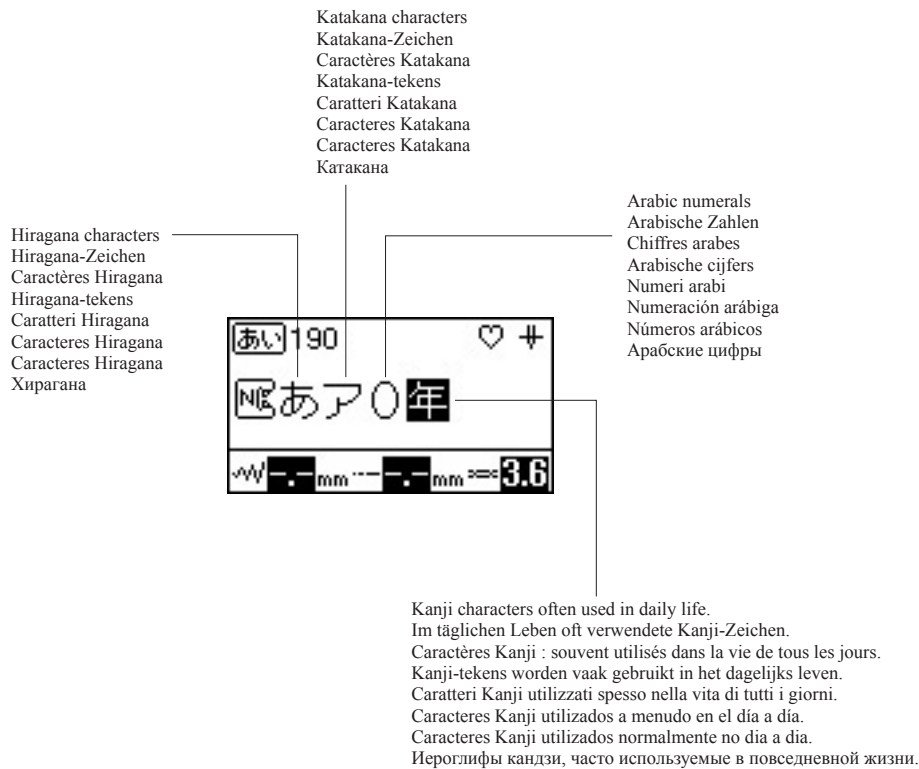 Katakana characters
Katakana-Zeichen
Caractères Katakana
Katakana-tekens
Caratteri Katakana
Caracteres Katakana
Caracteres Katakana
Катакана
Arabic numerals
Arabische Zahlen
Chiffres arabes
Arabische cijfers
Numeri arabi
Numeración arábiga
Números arábicos
Арабские цифры
Hiragana characters
Hiragana-Zeichen
Caractères Hiragana
Hiragana-tekens
Caratteri Hiragana
Caracteres Hiragana
Caracteres Hiragana
Хирагана
あい 190
あア0年
-.- mm -.- mm 3.6
Kanji characters often used in daily life.
Im täglichen Leben oft verwendete Kanji-Zeichen.
Caractères Kanji : souvent utilisés dans la vie de tous les jours.
Kanji-tekens worden vaak gebruikt in het dagelijks leven.
Caratteri Kanji utilizzati spesso nella vita di tutti i giorni.
Caracteres Kanji utilizados a menudo en el día a día.
Caracteres Kanji utilizados normalmente no dia a dia.
Иероглифы кандзи, часто используемые в повседневной жизни.